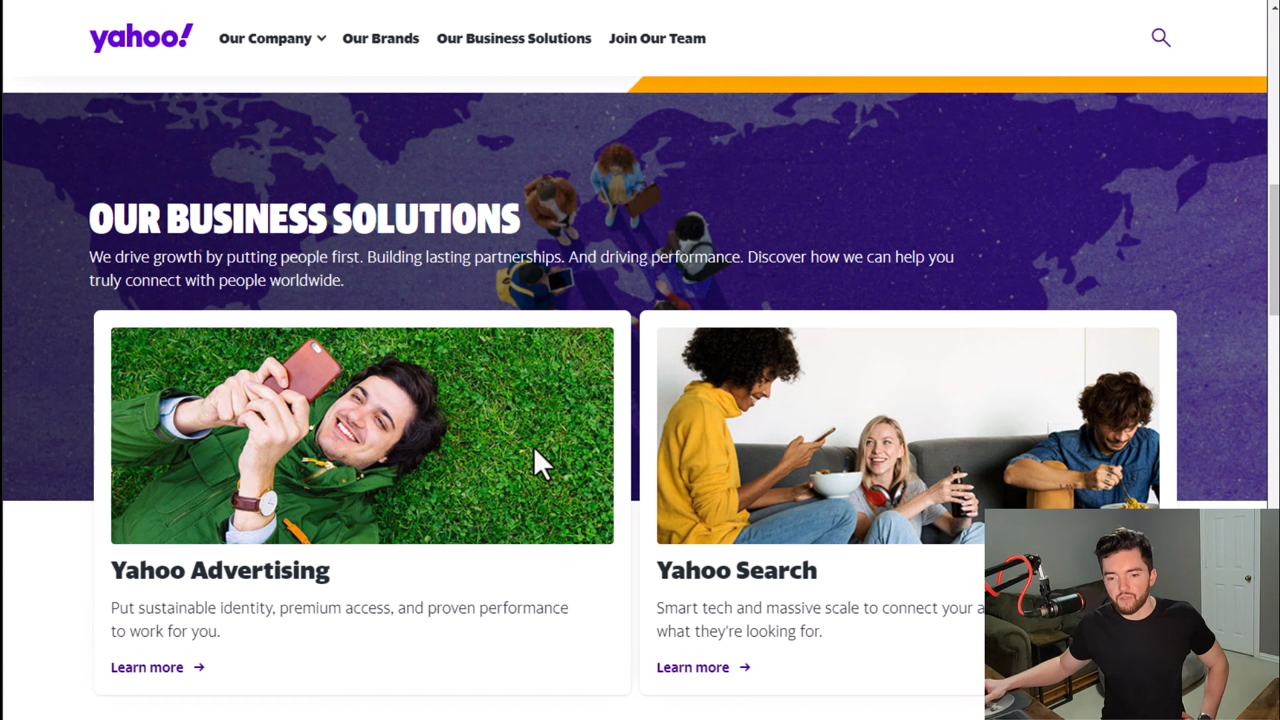 yahoo!
Our Company
Our Brands
Our Business Solutions
Join Our Team
OUR BUSINESS SOLUTIONS
We drive growth by putting people first. Building lasting partnerships. And driving performance. Discover how we can help you
truly connect with people worldwide.
Yahoo Advertising
Put sustainable identity, premium access, and proven performance
to work for you.
Learn more →
Yahoo Search
Smart tech and massive scale to connect your a
what they're looking for.
Learn more →